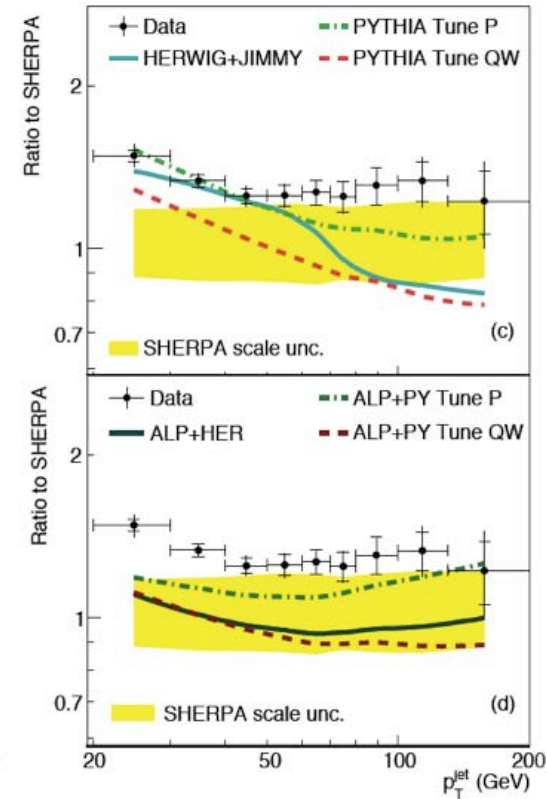 Ratio to SHERPA
Data
PYTHIA Tune P
HERWIG+JIMMY
PYTHIA Tune QW
2
1
0.7
SHERPA scale unc.
(c)
Ratio to SHERPA
Data
ALP+PY Tune P
ALP+HER
ALP+PY Tune QW
2
1
0.7
SHERPA scale unc.
(d)
20 50 100 200
p_T^jet (GeV)